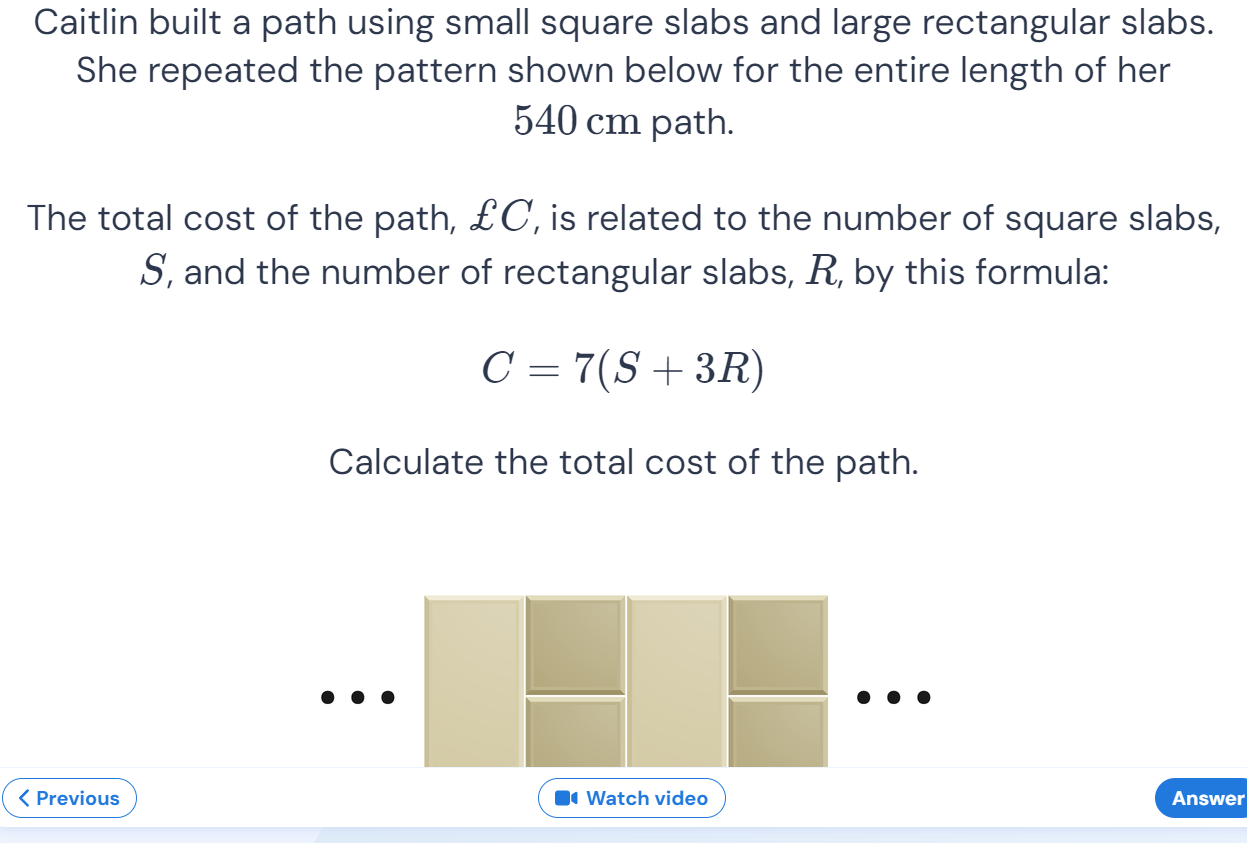 Caitlin built a path using small square slabs and large rectangular slabs.
She repeated the pattern shown below for the entire length of her
540 cm path.
The total cost of the path, £C, is related to the number of square slabs,
S, and the number of rectangular slabs, R, by this formula:
C = 7(S + 3R)
Calculate the total cost of the path.
Previous
Watch video
Answer